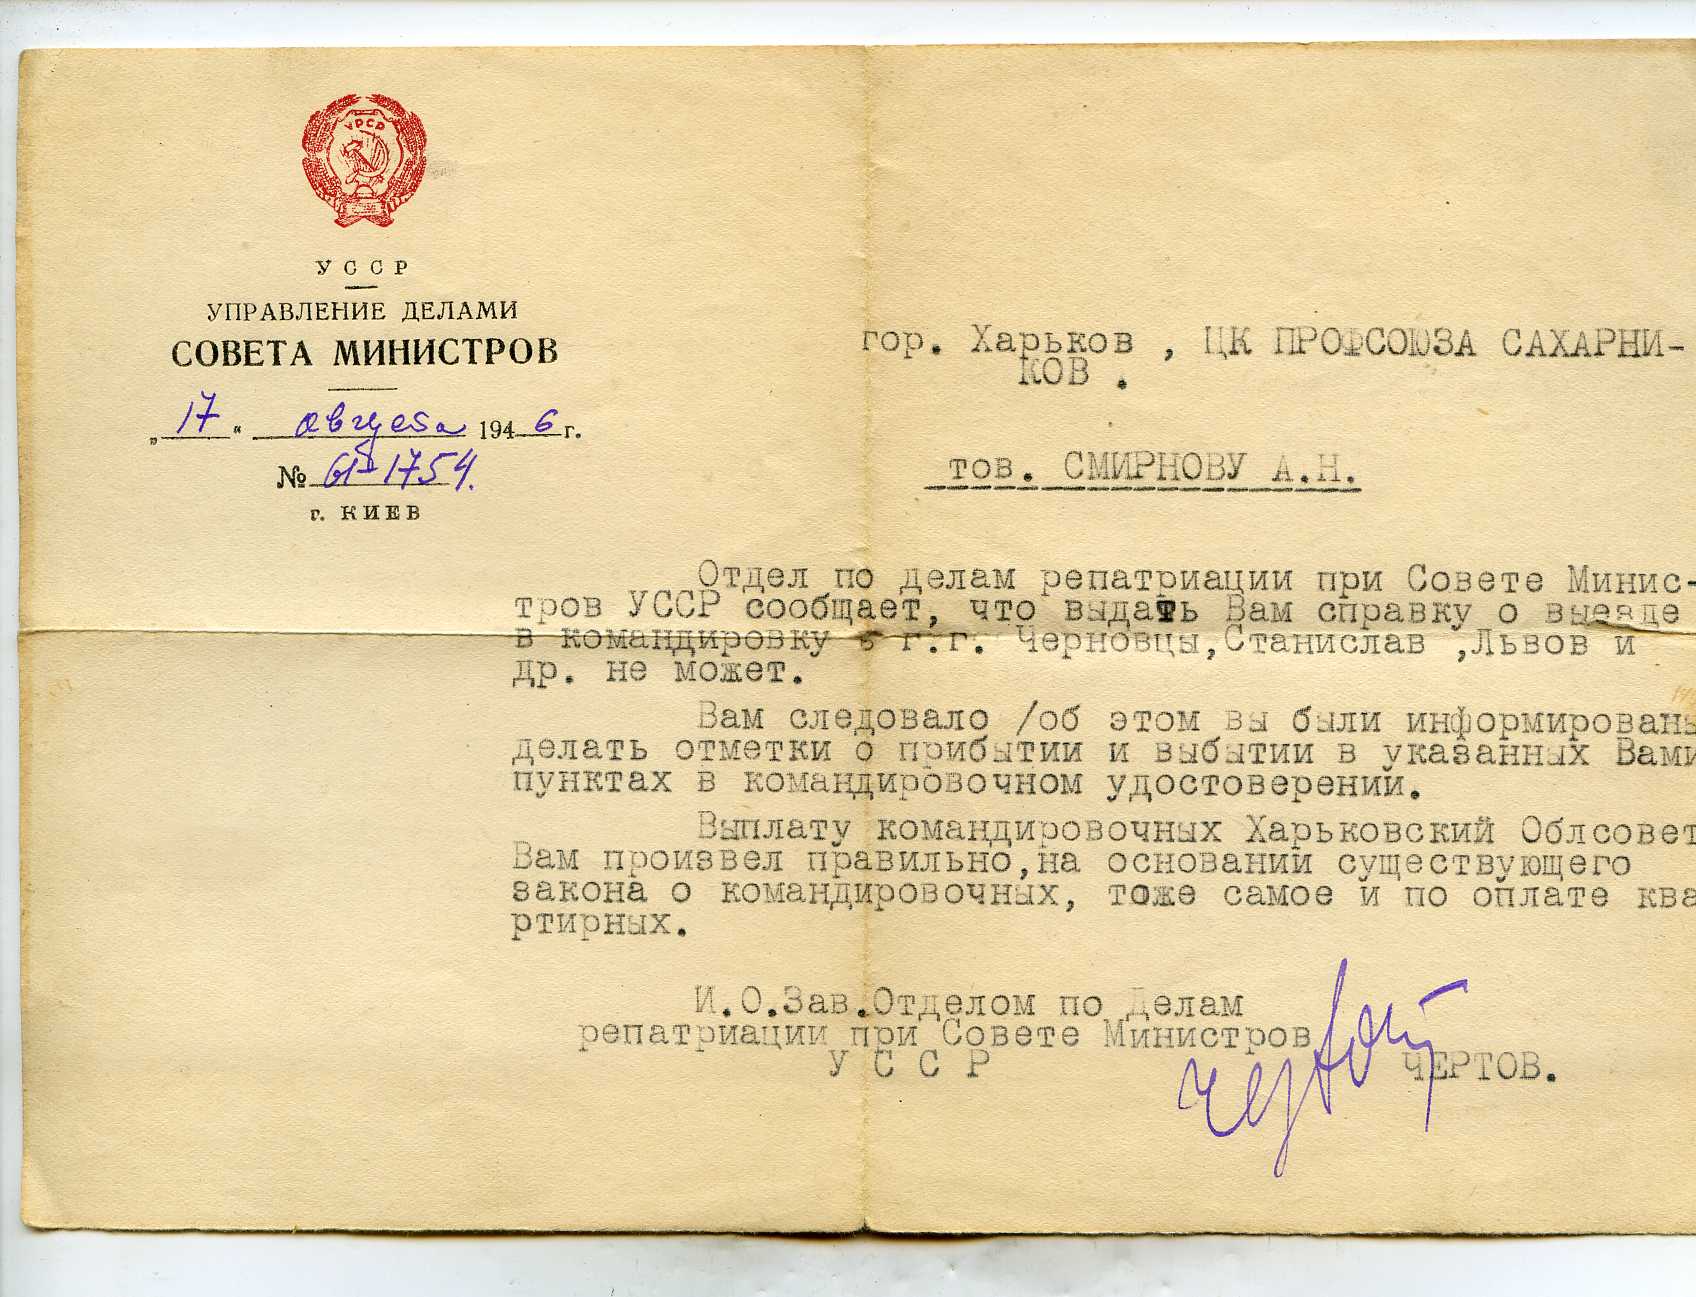 УРСР
УССР
УПРАВЛЕНИЕ ДЕЛАМИ
СОВЕТА МИНИСТРОВ
„17“ августа 1946 г.
№ 61-1754.
г. КИЕВ
гор. Харьков , ЦК ПРОФСОЮЗА САХАРНИ-
КОВ .
тов. СМИРНОВУ А.Н.
Отдел по делам репатриации при Совете Минис-
тров УССР сообщает, что выдать Вам справку о выезде
в командировку в г.г. Черновцы,Станислав ,Львов и
др. не может.
Вам следовало /об этом вы были информированы
делать отметки о прибытии и выбытии в указанных Вами
пунктах в командировочном удостоверений.
Выплату командировочных Харьковский Облсовет
Вам произвел правильно,на основании существующего
закона о командировочных, тоже самое и по оплате ква
ртирных.
И.О.Зав.Отделом по Делам
репатриации при Совете Министров
У С С Р ЧЕРТОВ.